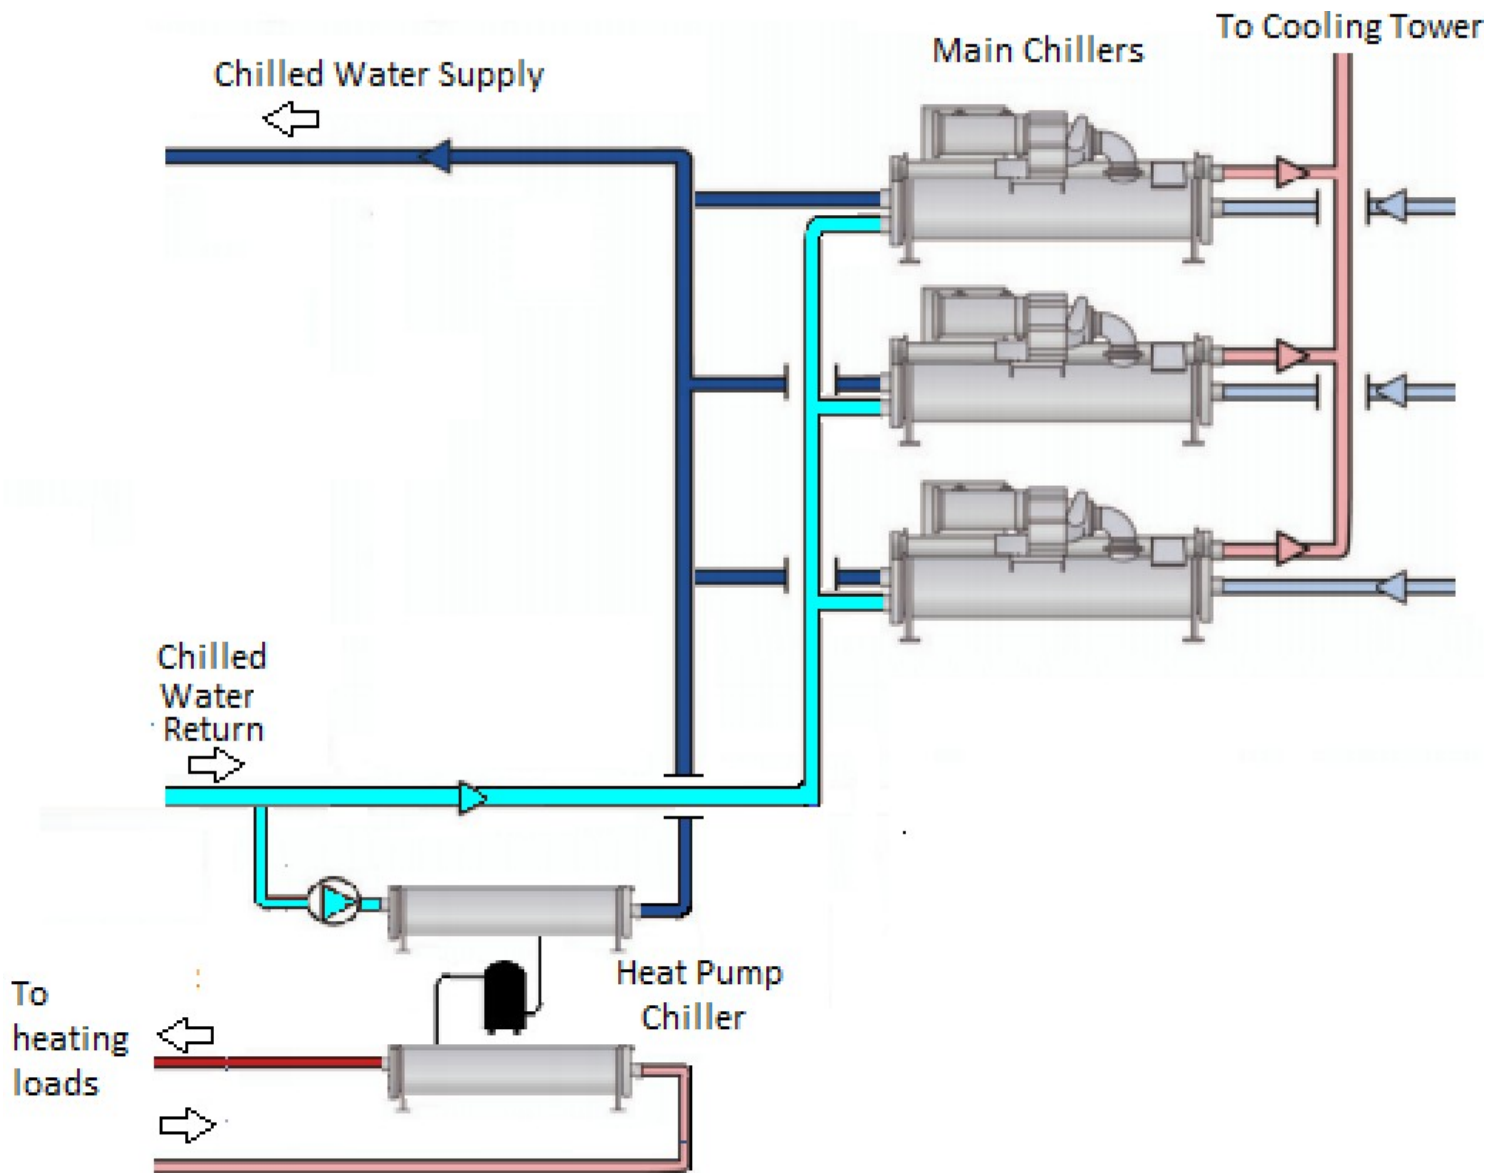 To Cooling Tower
Main Chillers
Chilled Water Supply
Chilled
Water
Return
Heat Pump
Chiller
To
heating
loads